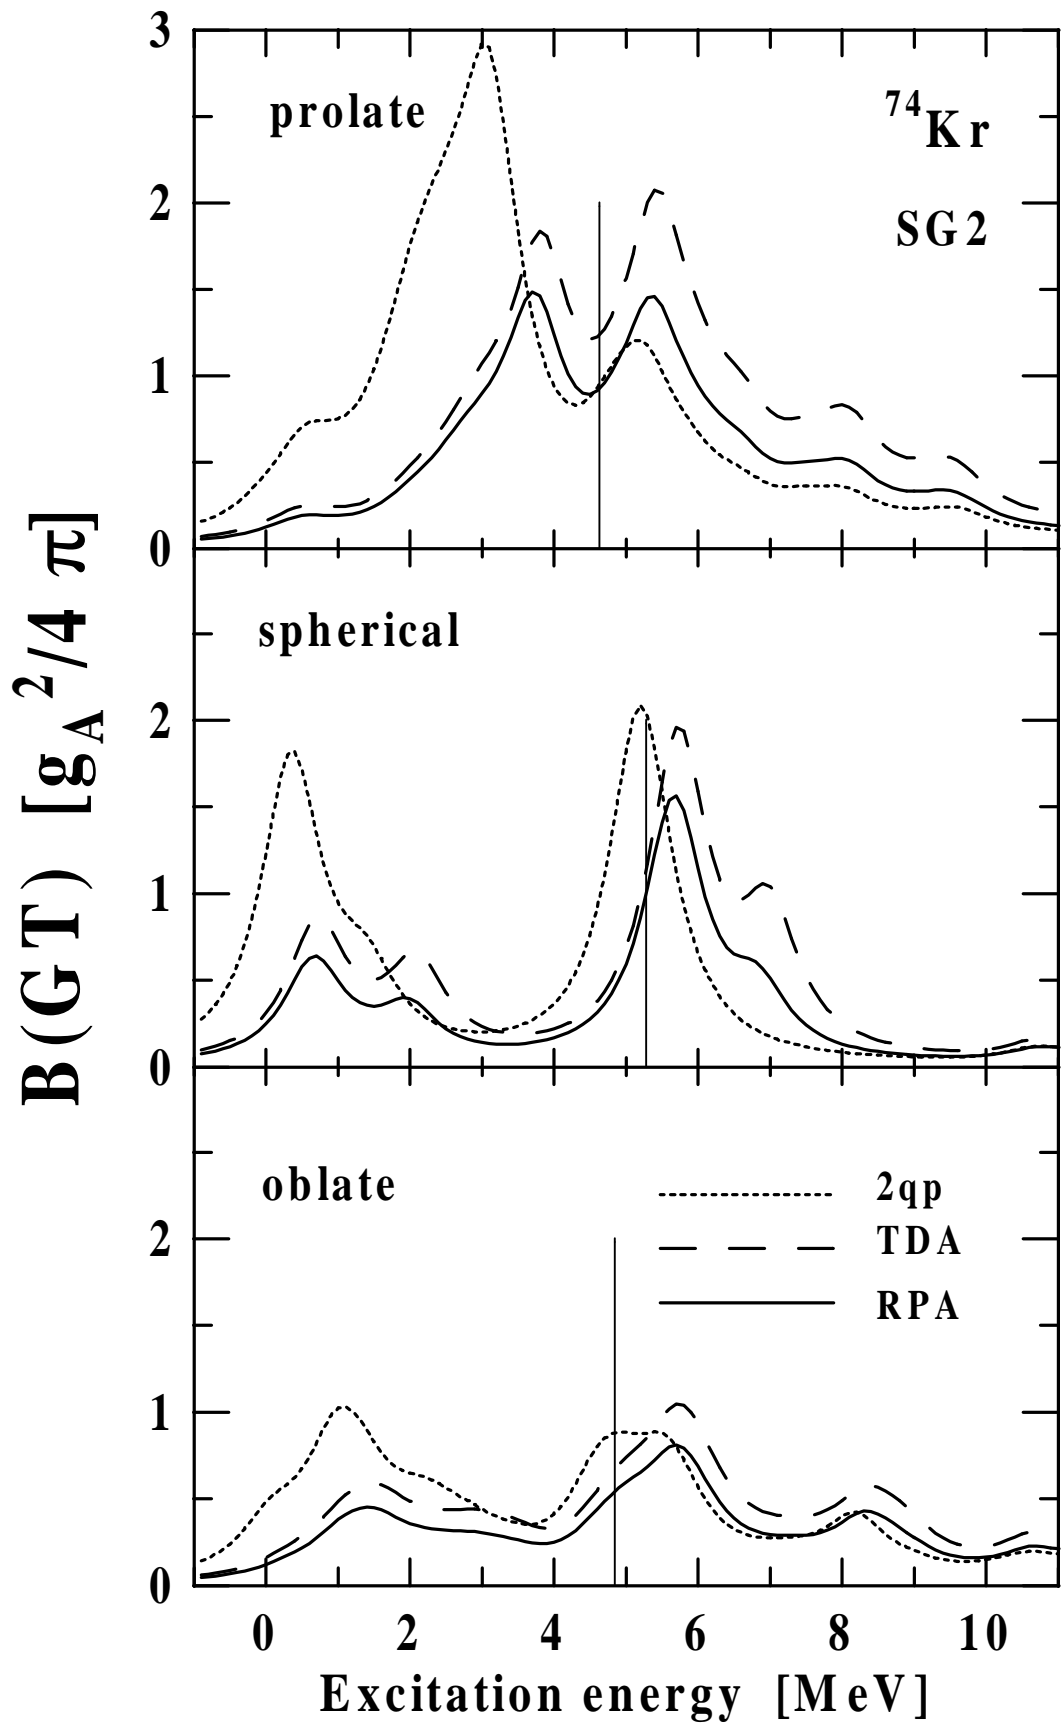 3
prolate
⁷⁴Kr
2
SG2
1
0
spherical
2
1
0
oblate
2qp
2
TDA
RPA
1
0
0 2 4 6 8 10
Excitation energy [MeV]
B(GT) [g_A²/4 π]